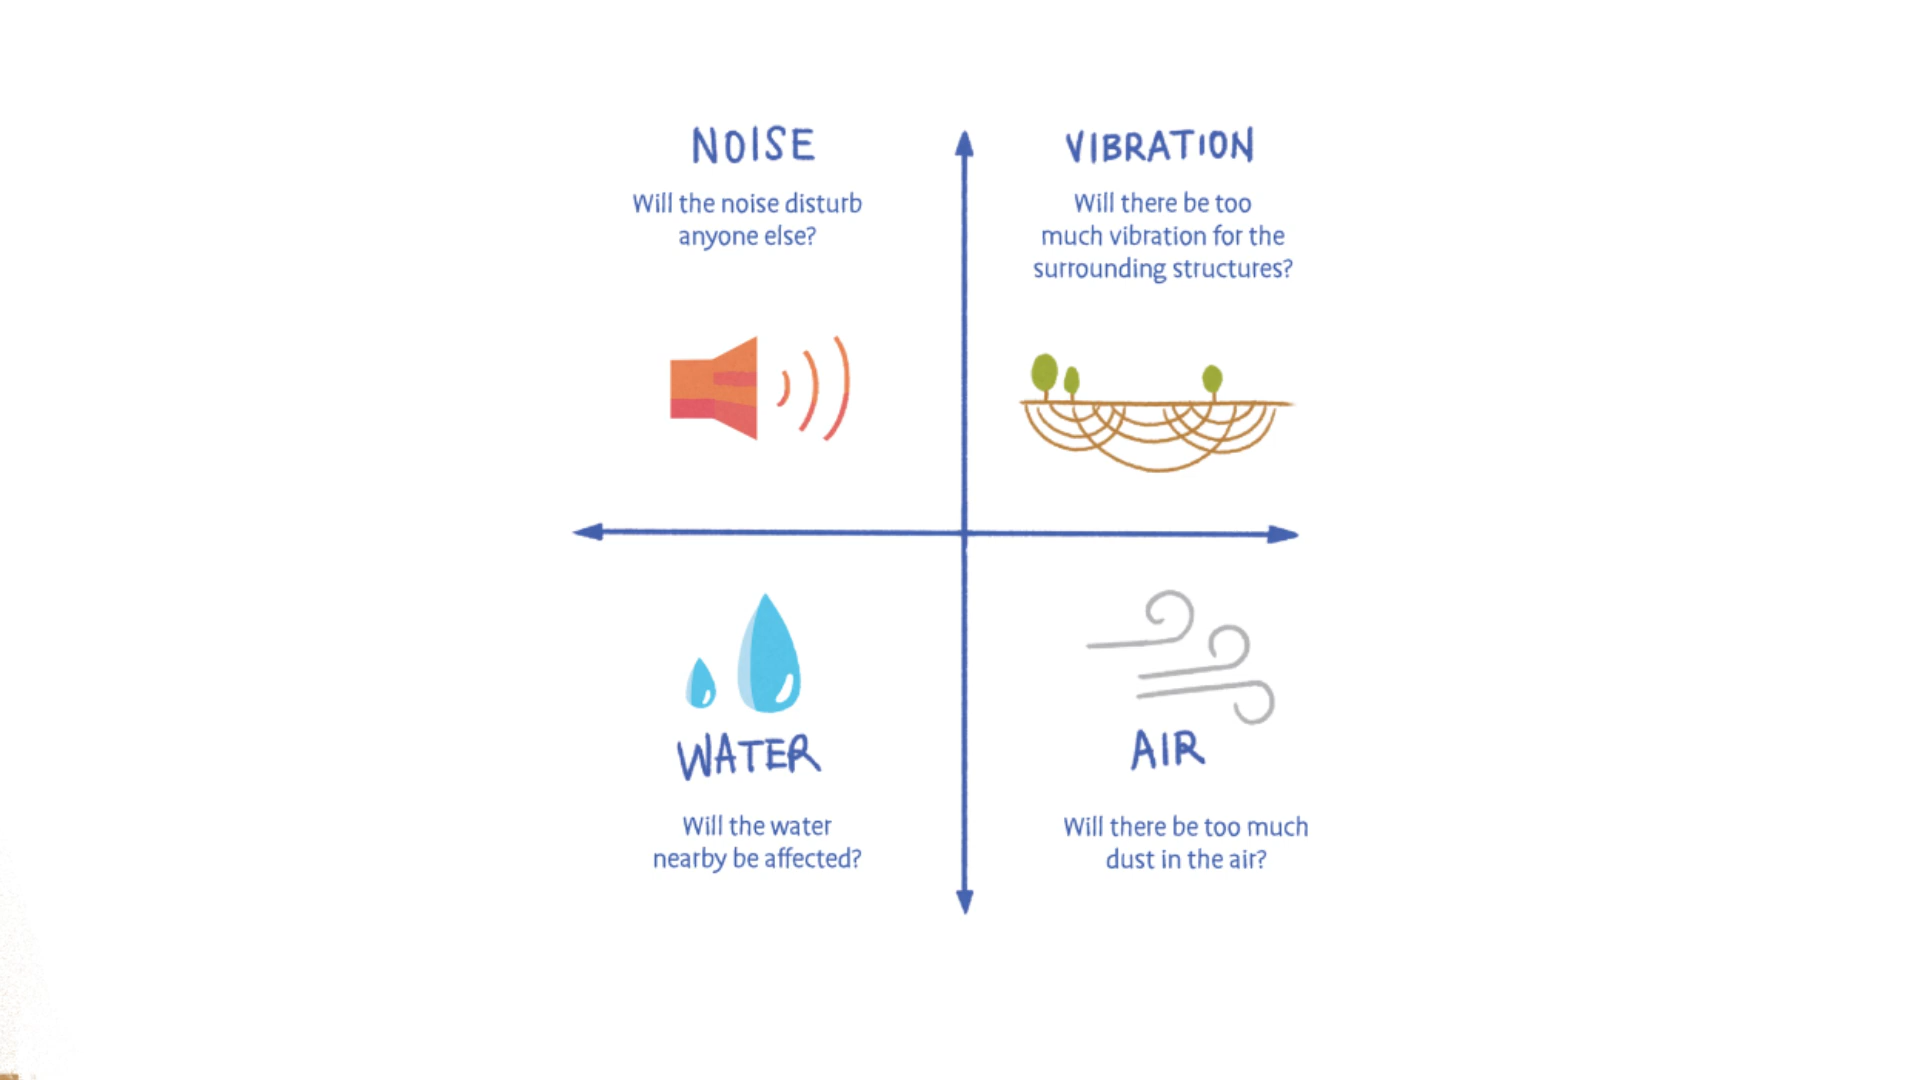 NOISE
Will the noise disturb
anyone else?
VIBRATION
Will there be too
much vibration for the
surrounding structures?
WATER
Will the water
nearby be affected?
AIR
Will there be too much
dust in the air?